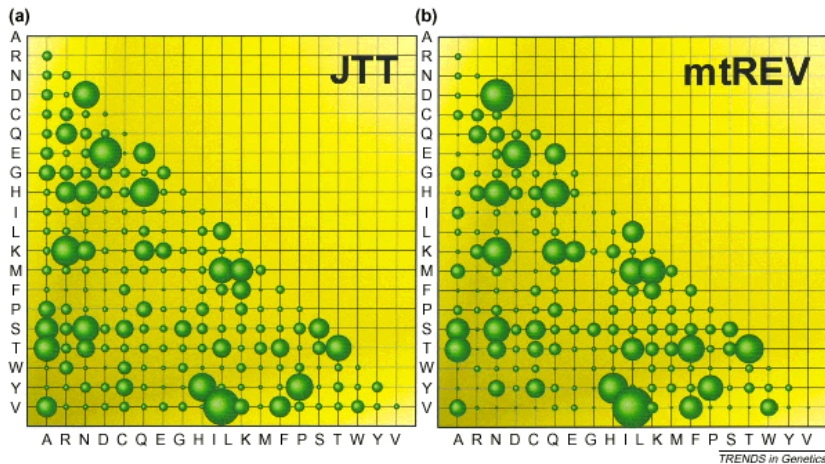 (a)
JTT
A
R
N
D
C
Q
E
G
H
I
L
K
M
F
P
S
T
W
Y
V
A R N D C Q E G H I L K M F P S T W Y V
(b)
mtREV
A
R
N
D
C
Q
E
G
H
I
L
K
M
F
P
S
T
W
Y
V
A R N D C Q E G H I L K M F P S T W Y V
TRENDS in Genetics